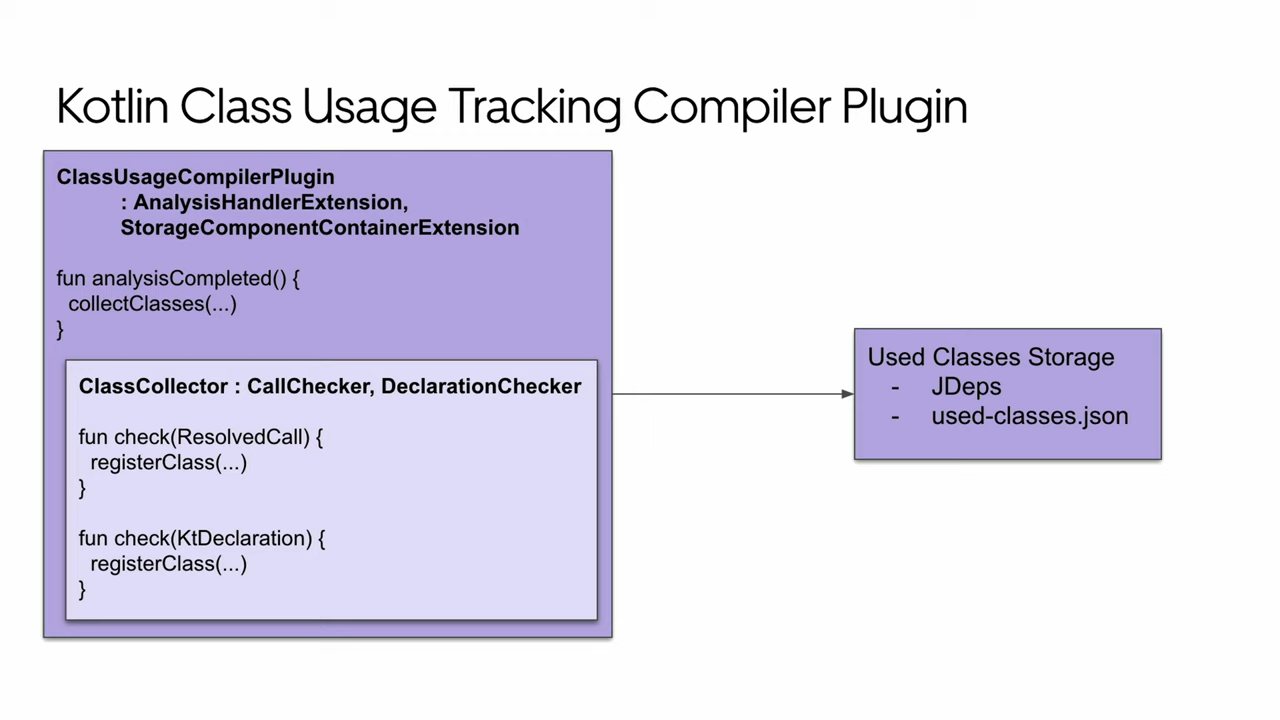 Kotlin Class Usage Tracking Compiler Plugin
ClassUsageCompilerPlugin
: AnalysisHandlerExtension,
StorageComponentContainerExtension
fun analysisCompleted() {
collectClasses(...)
}
ClassCollector : CallChecker, DeclarationChecker
fun check(ResolvedCall) {
registerClass(...)
}
fun check(KtDeclaration) {
registerClass(...)
}
Used Classes Storage
- JDeps
- used-classes.json